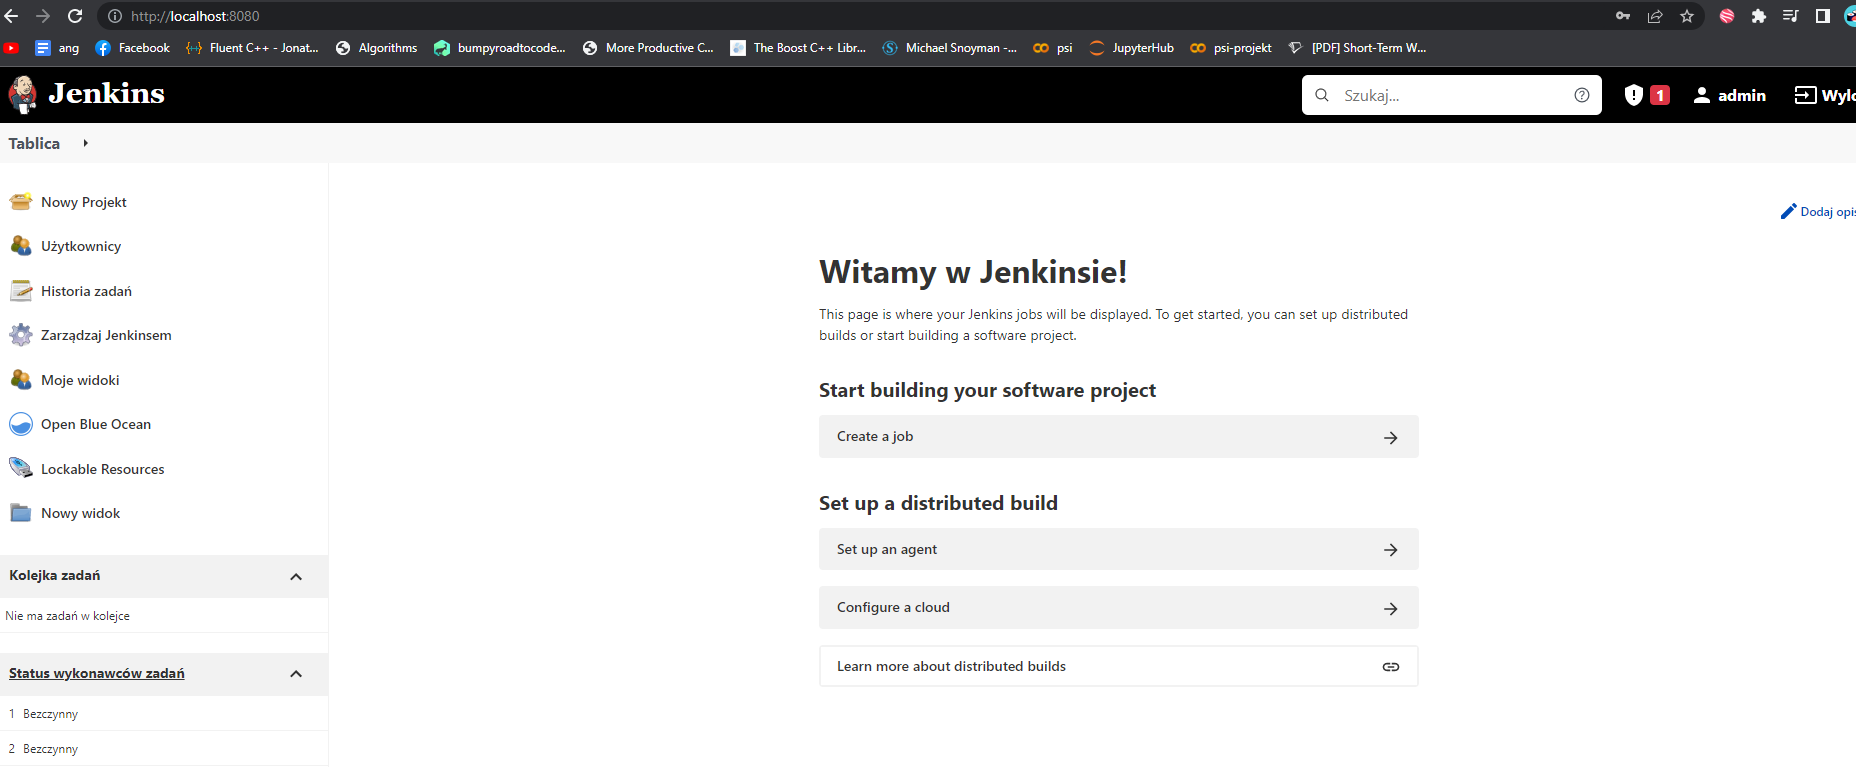 http://localhost:8080
ang
Facebook
Fluent C++ - Jonat...
Algorithms
bumpyroadtocode...
More Productive C...
The Boost C++ Libr...
Michael Snoyman -...
psi
JupyterHub
psi-projekt
[PDF] Short-Term W...
Jenkins
Szukaj...
1
admin
Wylo
Tablica
Nowy Projekt
Użytkownicy
Historia zadań
Zarządzaj Jenkinsem
Moje widoki
Open Blue Ocean
Lockable Resources
Nowy widok
Kolejka zadań
Nie ma zadań w kolejce
Status wykonawców zadań
1 Bezczynny
2 Bezczynny
Dodaj opis
Witamy w Jenkinsie!
This page is where your Jenkins jobs will be displayed. To get started, you can set up distributed
builds or start building a software project.
Start building your software project
Create a job
Set up a distributed build
Set up an agent
Configure a cloud
Learn more about distributed builds